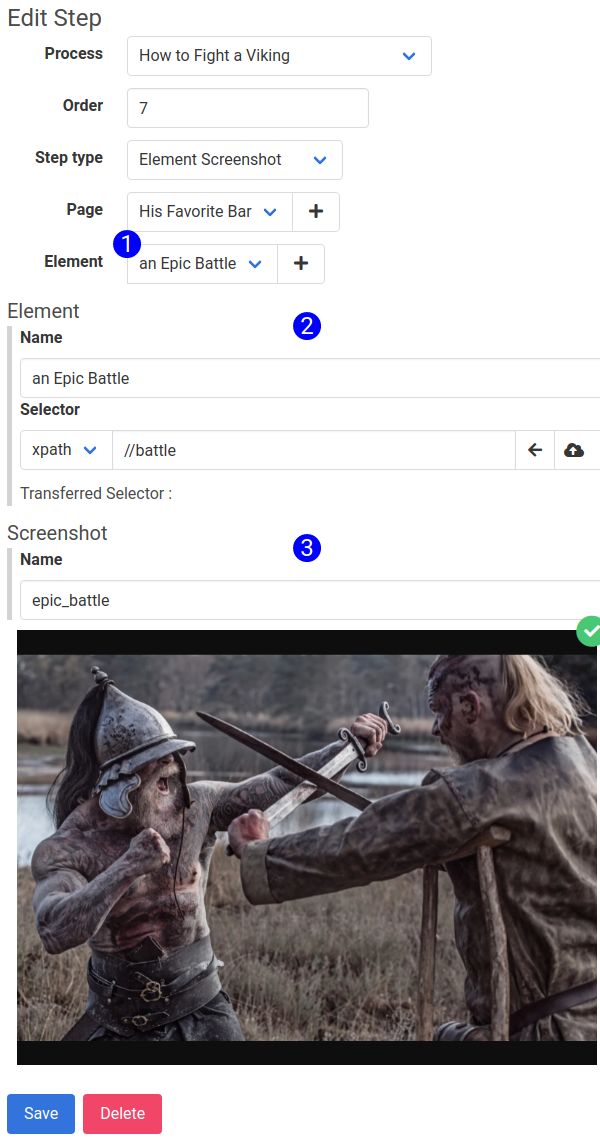 Edit Step
Process How to Fight a Viking
Order 7
Step type Element Screenshot
Page His Favorite Bar
1
Element an Epic Battle
Element
2
Name
an Epic Battle
Selector
xpath //battle
Transferred Selector :
Screenshot
3
Name
epic_battle
Save Delete